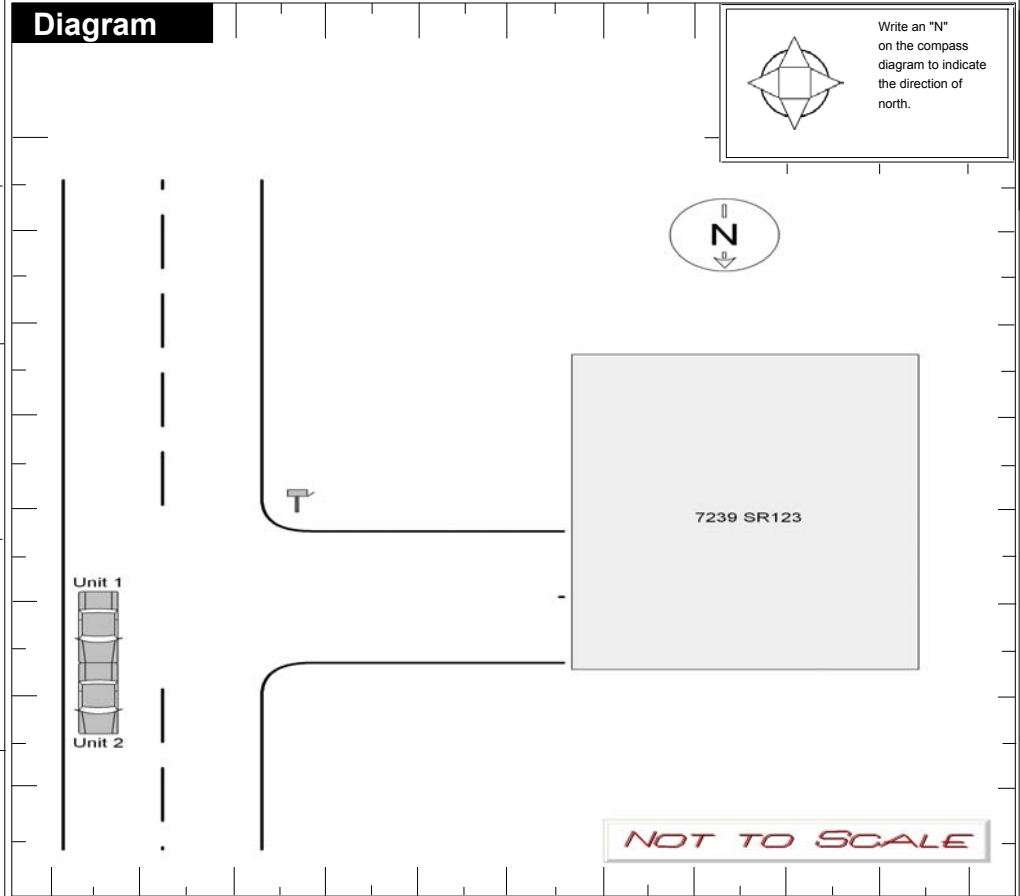 Diagram
Write an "N"
on the compass
diagram to indicate
the direction of
north.
N
7239 SR123
Unit 1
Unit 2
NOT TO SCALE